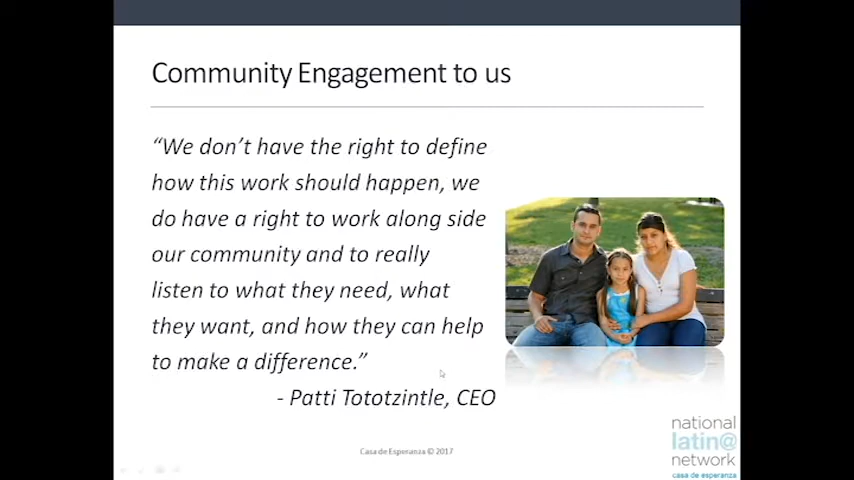 Community Engagement to us
“We don’t have the right to define
how this work should happen, we
do have a right to work along side
our community and to really
listen to what they need, what
they want, and how they can help
to make a difference.”
- Patti Tototzintle, CEO
Casa de Esperanza © 2017
national
latin@
network
casa de esperanza